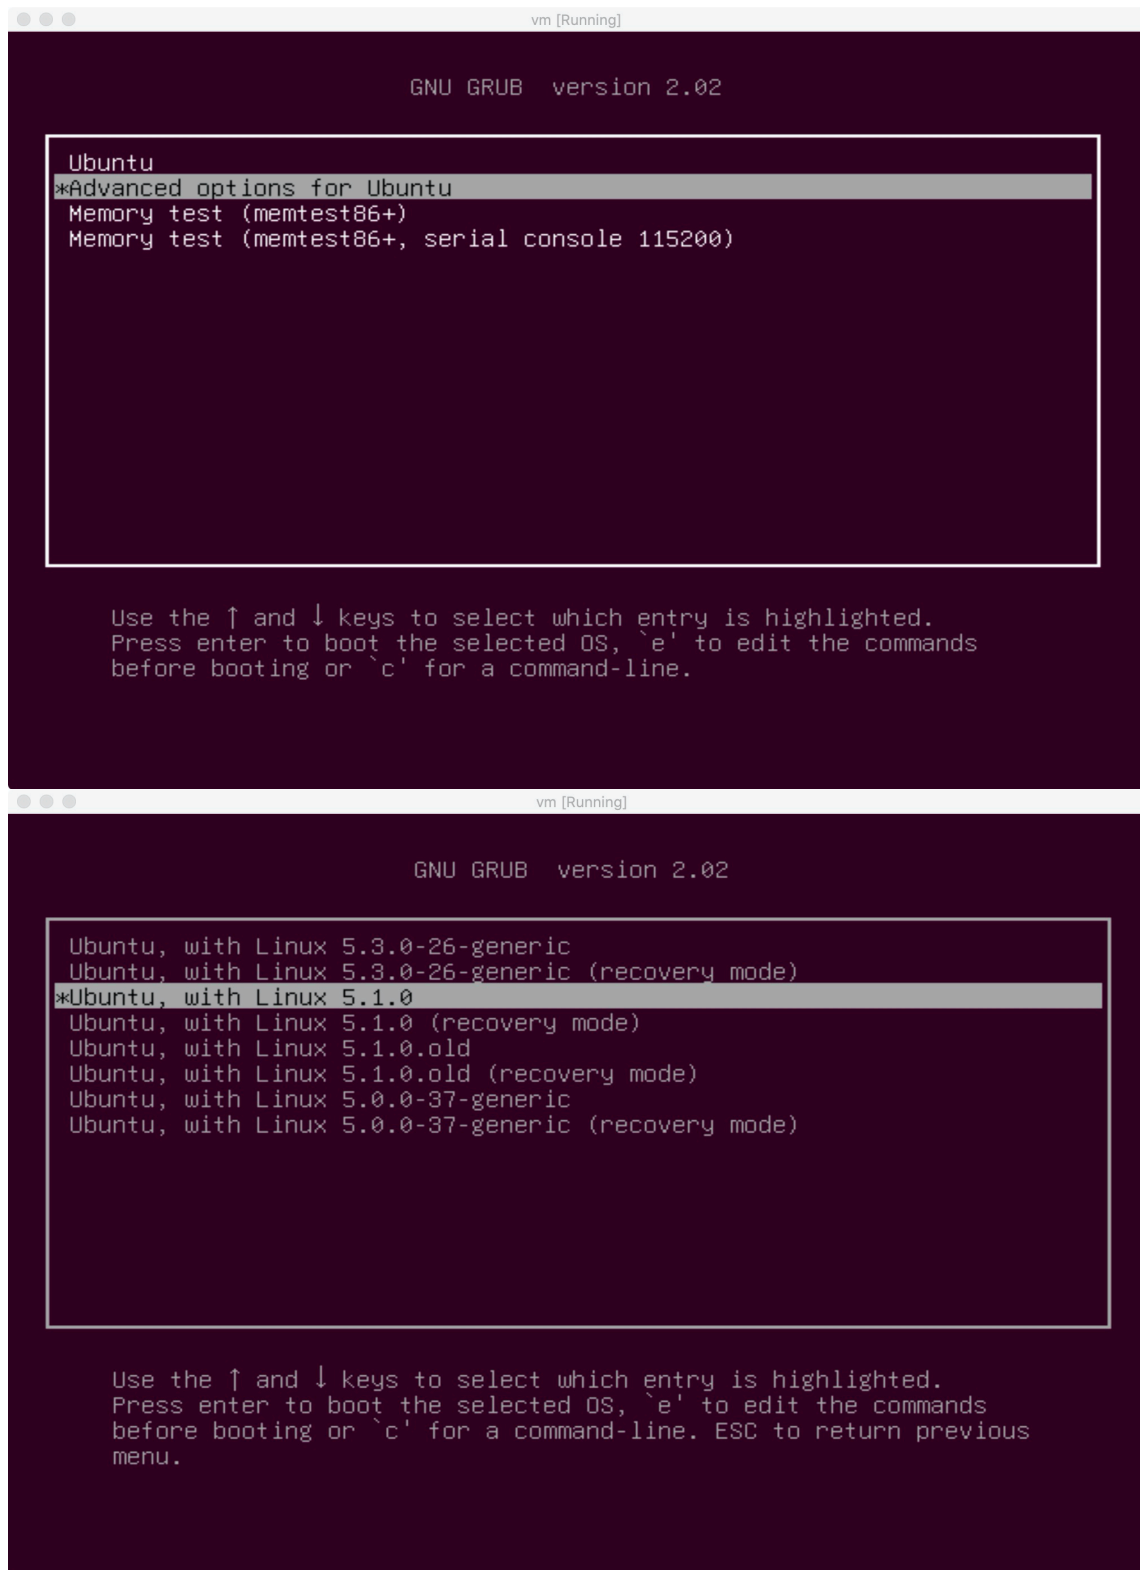 vm [Running]
GNU GRUB  version 2.02
Ubuntu
*Advanced options for Ubuntu
Memory test (memtest86+)
Memory test (memtest86+, serial console 115200)
Use the ↑ and ↓ keys to select which entry is highlighted.
Press enter to boot the selected OS, `e' to edit the commands
before booting or `c' for a command-line.
vm [Running]
GNU GRUB  version 2.02
Ubuntu, with Linux 5.3.0-26-generic
Ubuntu, with Linux 5.3.0-26-generic (recovery mode)
*Ubuntu, with Linux 5.1.0
Ubuntu, with Linux 5.1.0 (recovery mode)
Ubuntu, with Linux 5.1.0.old
Ubuntu, with Linux 5.1.0.old (recovery mode)
Ubuntu, with Linux 5.0.0-37-generic
Ubuntu, with Linux 5.0.0-37-generic (recovery mode)
Use the ↑ and ↓ keys to select which entry is highlighted.
Press enter to boot the selected OS, `e' to edit the commands
before booting or `c' for a command-line. ESC to return previous
menu.